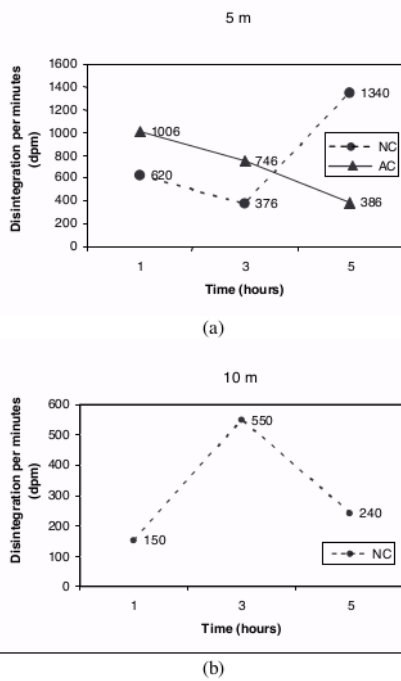 5 m
Disintegration per minutes
(dpm)
1600
1400
1200
1000
800
600
400
200
0
1006
620
746
376
1340
386
NC
AC
1
3
5
Time (hours)
(a)
10 m
Disintegration per minutes
(dpm)
600
500
400
300
200
100
0
150
550
240
NC
1
3
5
Time (hours)
(b)